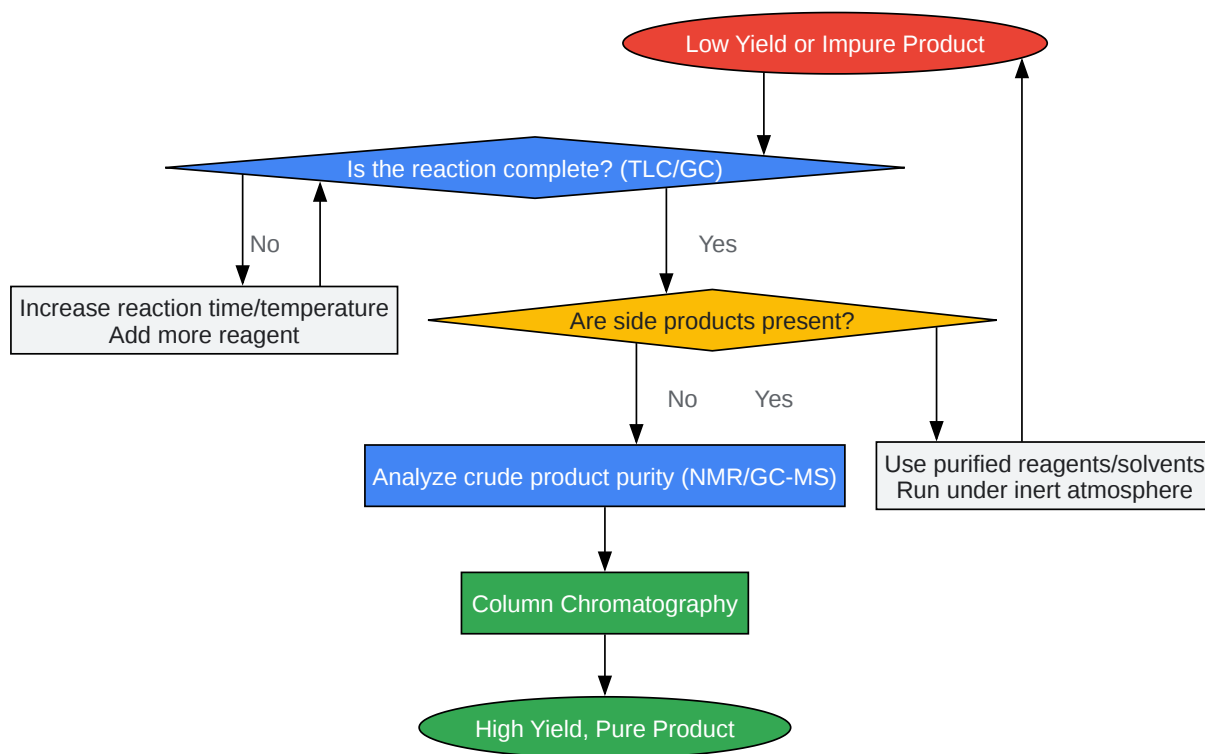 Low Yield or Impure Product
Is the reaction complete? (TLC/GC)
No
Yes
Increase reaction time/temperature
Add more reagent
Are side products present?
No
Yes
Analyze crude product purity (NMR/GC-MS)
Use purified reagents/solvents
Run under inert atmosphere
Column Chromatography
High Yield, Pure Product